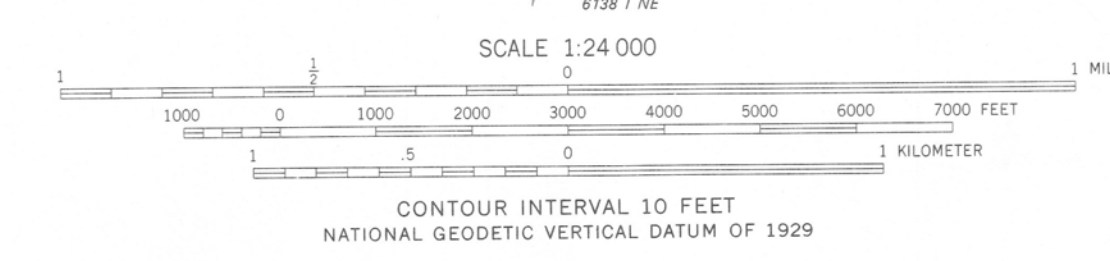 6138 I NE
SCALE 1:24 000
1 1/2 0 1
1000 0 1000 2000 3000 4000 5000 6000 7000 FEET
1 .5 0 1 KILOMETER
CONTOUR INTERVAL 10 FEET
NATIONAL GEODETIC VERTICAL DATUM OF 1929